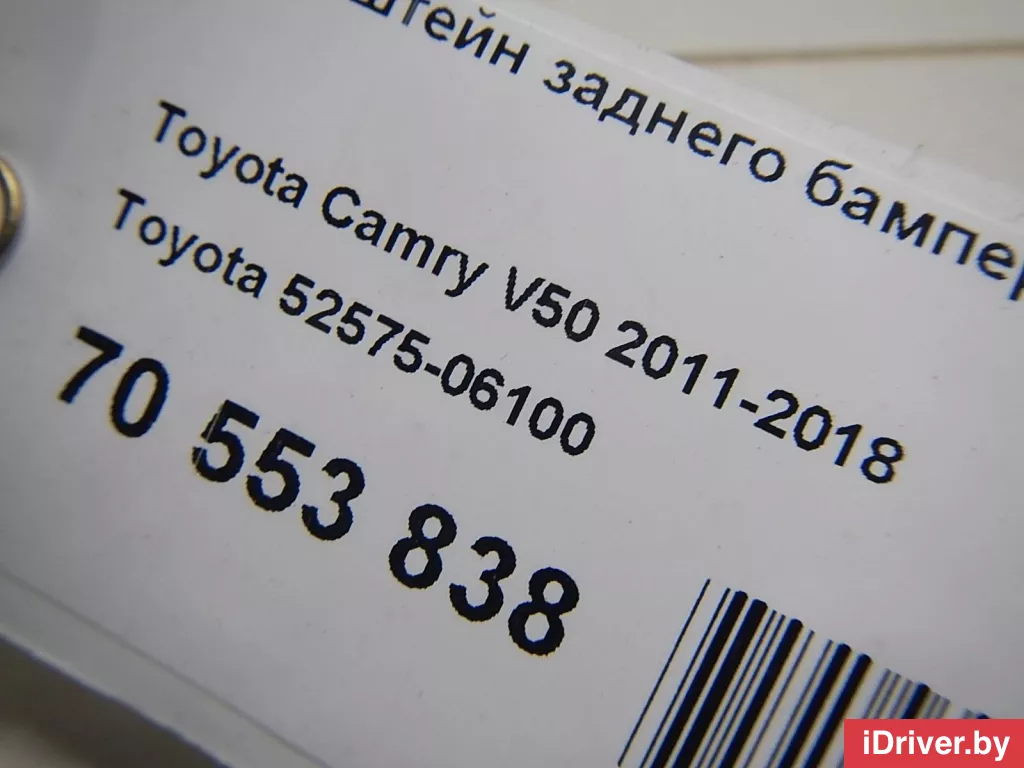 штейн заднего бампер
Toyota Camry V50 2011-2018
Toyota 52575-06100
70 553 838
iDriver.by